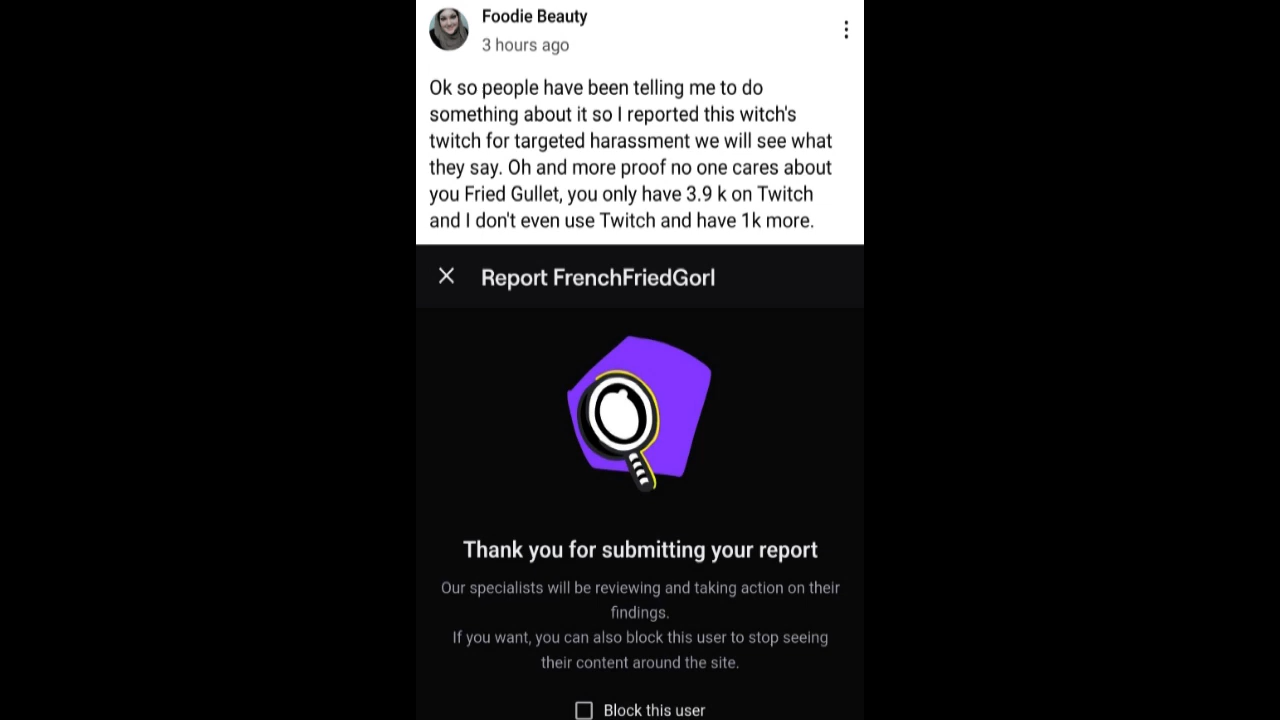 Foodie Beauty
3 hours ago
Ok so people have been telling me to do
something about it so I reported this witch's
twitch for targeted harassment we will see what
they say. Oh and more proof no one cares about
you Fried Gullet, you only have 3.9 k on Twitch
and I don't even use Twitch and have 1k more.
Report FrenchFriedGorl
Thank you for submitting your report
Our specialists will be reviewing and taking action on their
findings.
If you want, you can also block this user to stop seeing
their content around the site.
Block this user